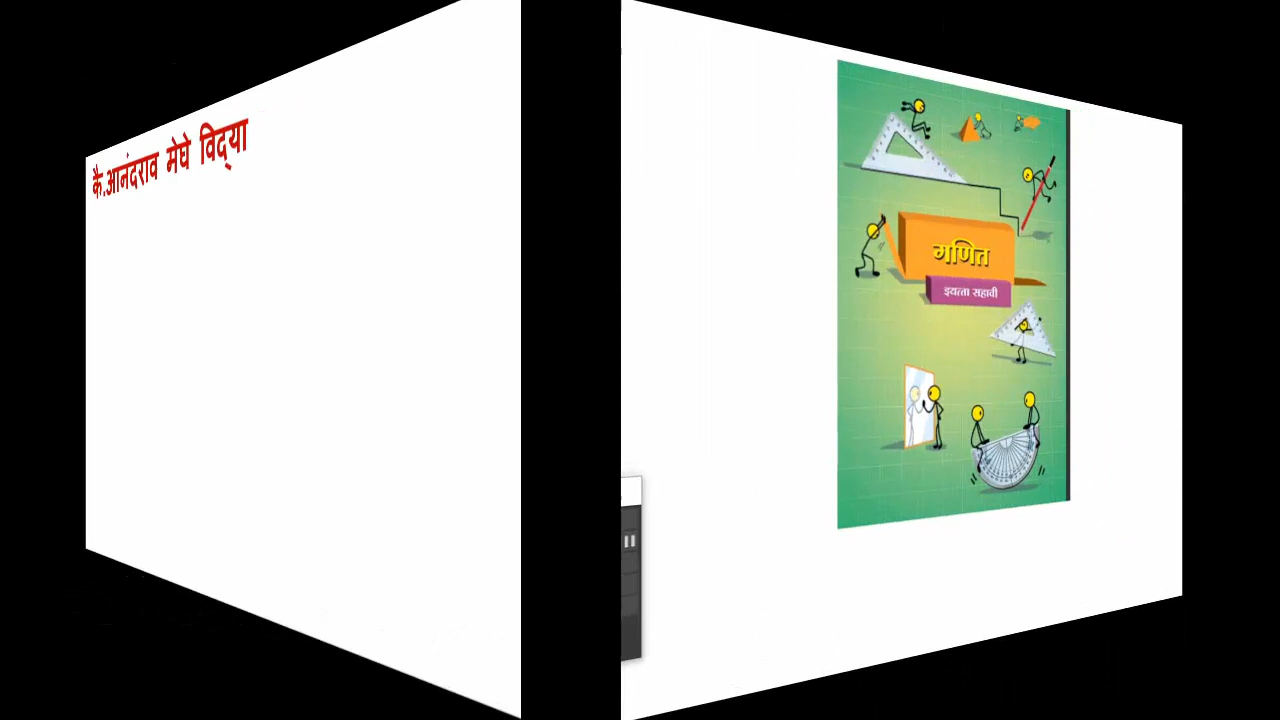 कै.आनंदराव मेघे विद्‌या
गणित
इयत्ता सहावी